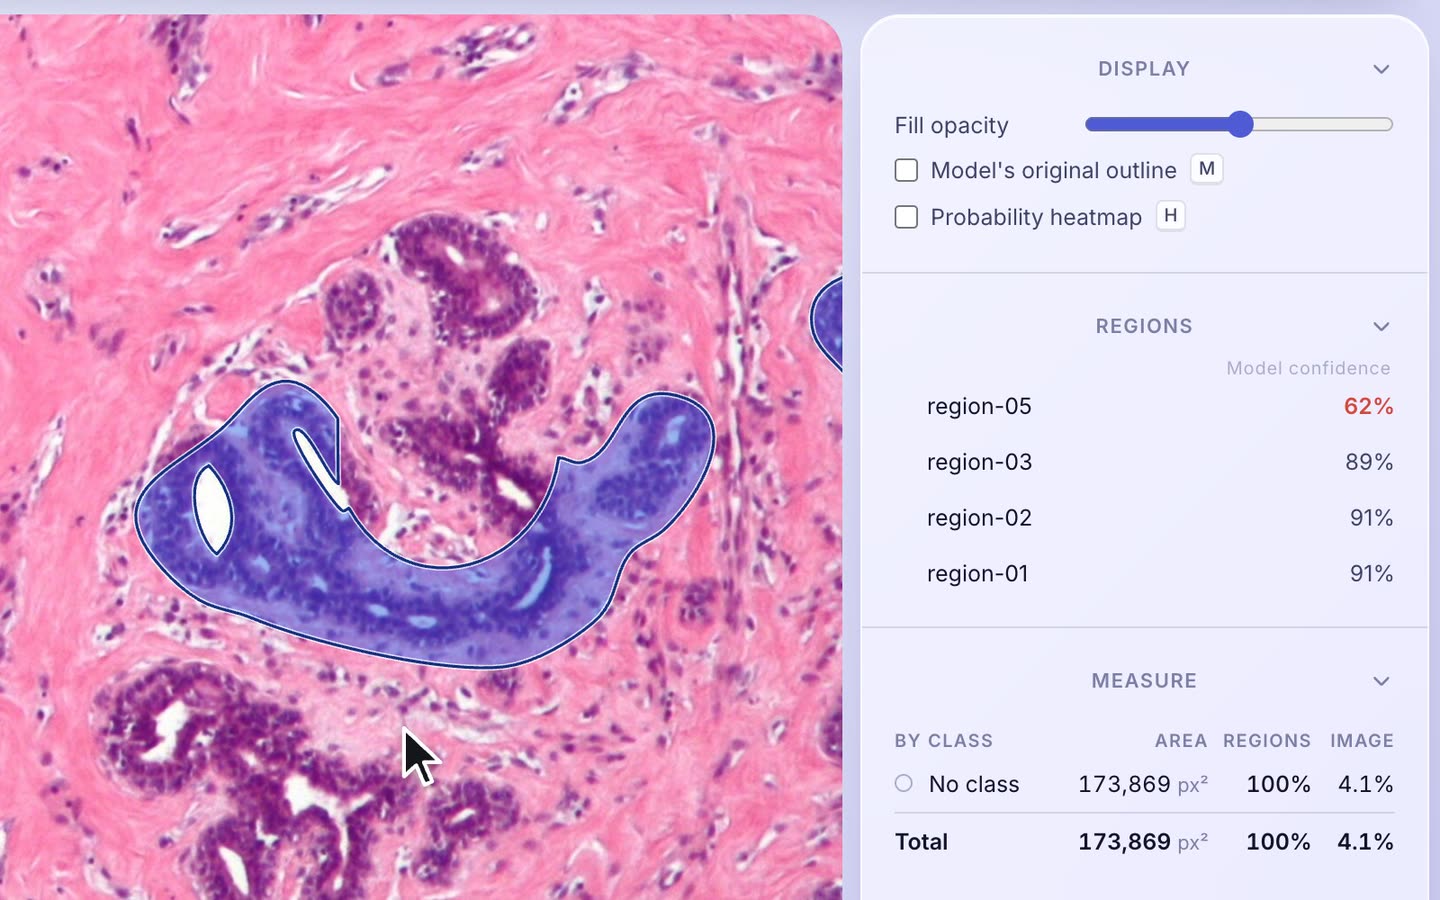 DISPLAY
Fill opacity
Model's original outline M
Probability heatmap H
REGIONS
Model confidence
region-05 62%
region-03 89%
region-02 91%
region-01 91%
MEASURE
BY CLASS AREA REGIONS IMAGE
No class 173,869 px² 100% 4.1%
Total 173,869 px² 100% 4.1%